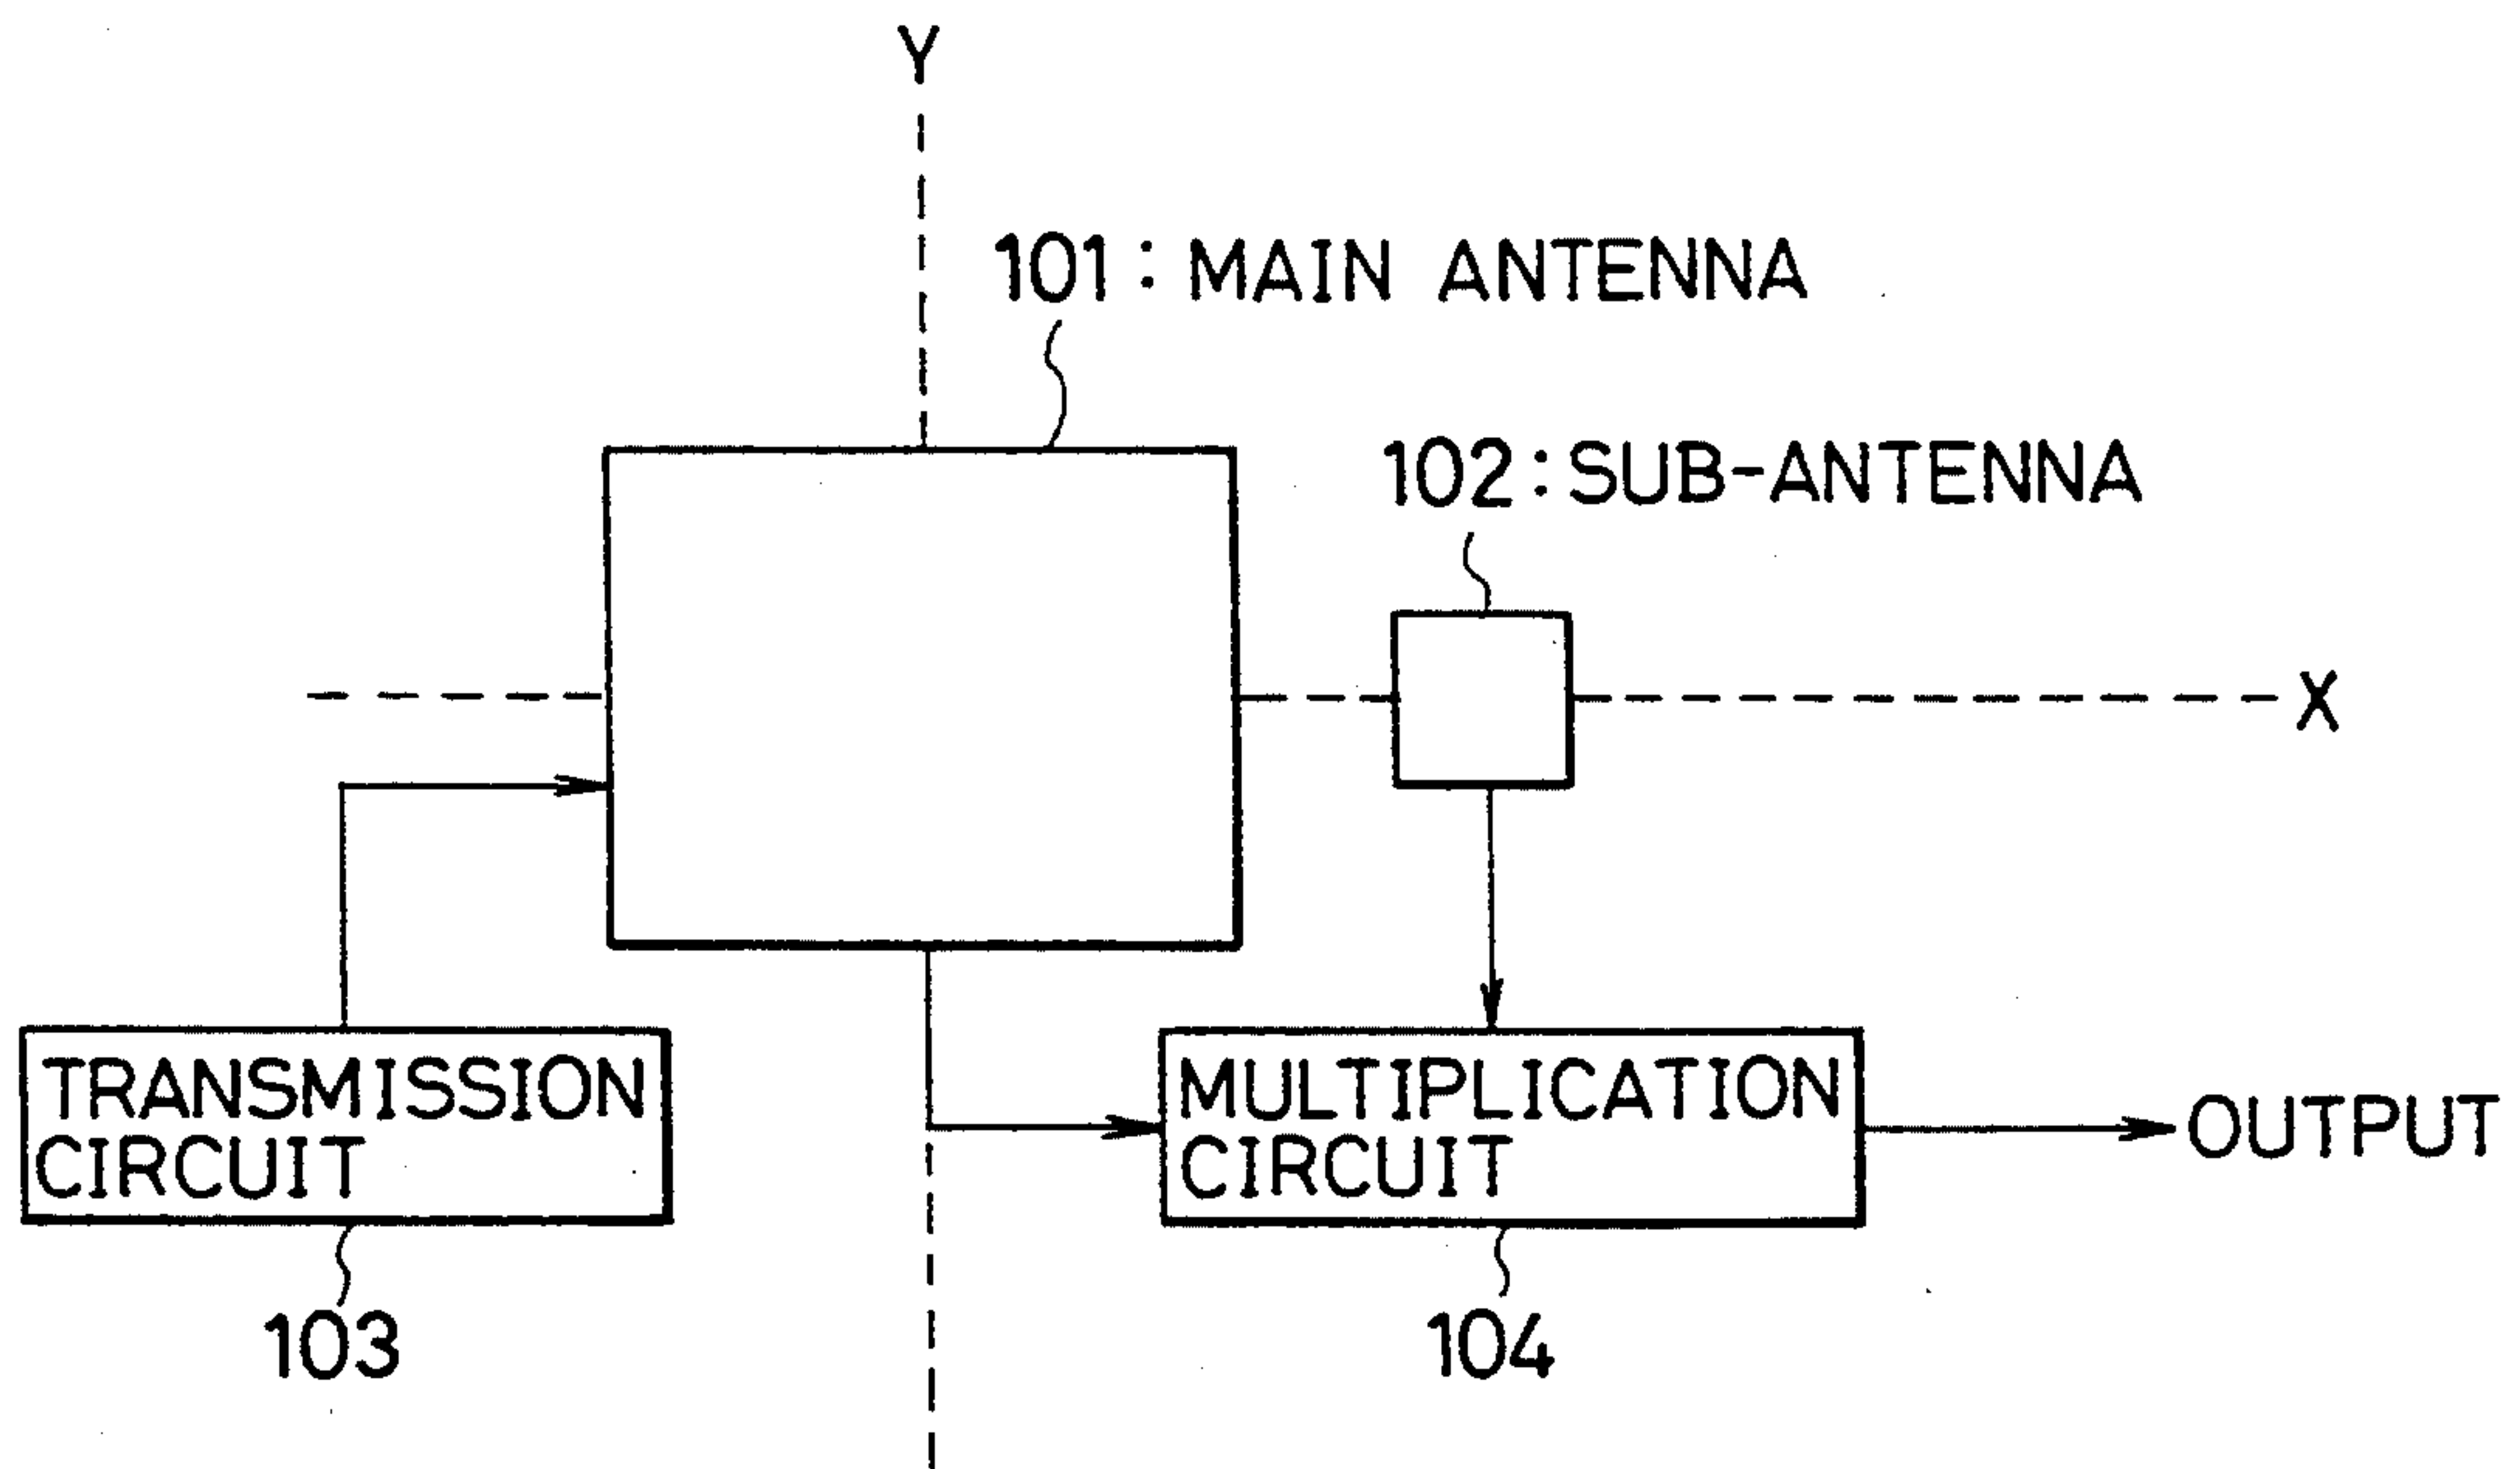 Y
101: MAIN ANTENNA
102: SUB-ANTENNA
X
TRANSMISSION
CIRCUIT
MULTIPLICATION
CIRCUIT
OUTPUT
103
104